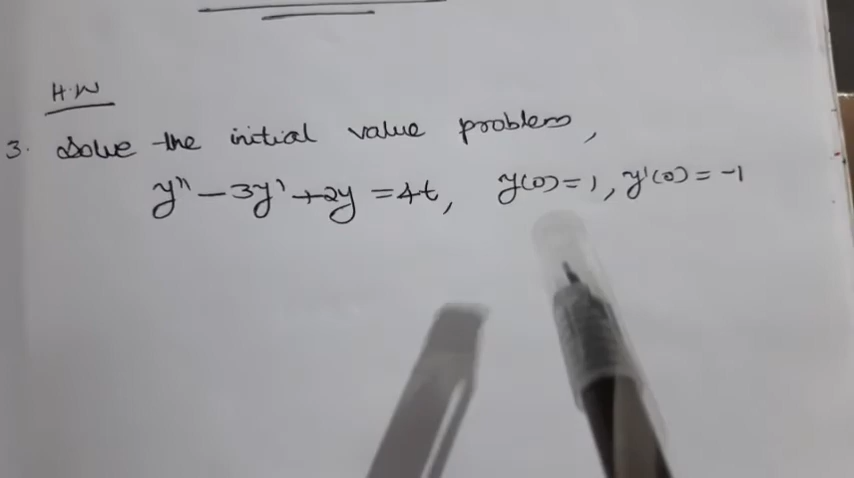 H.W
3. Solve the initial value problem,
y" - 3y' + 2y = 4t, y(0) = 1, y'(0) = -1